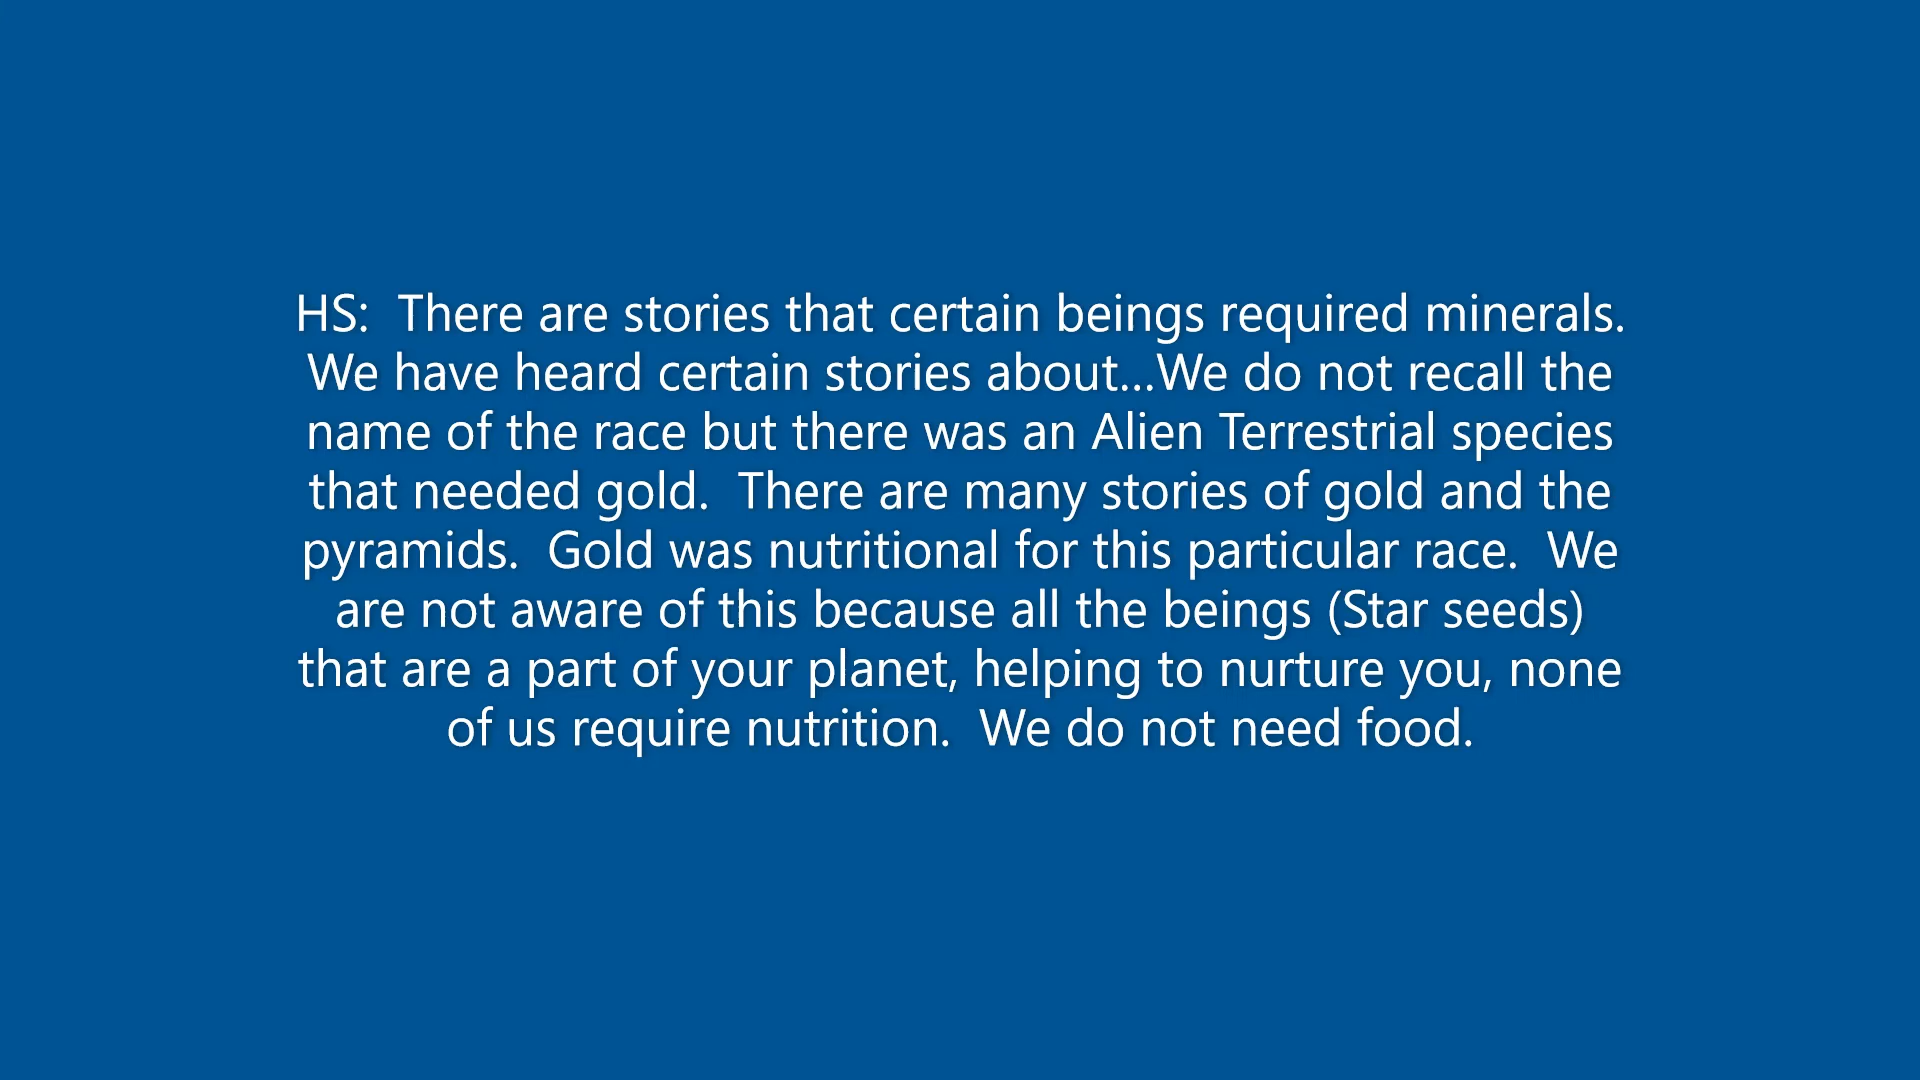 HS:  There are stories that certain beings required minerals.
We have heard certain stories about...We do not recall the
name of the race but there was an Alien Terrestrial species
that needed gold.  There are many stories of gold and the
pyramids.  Gold was nutritional for this particular race.  We
are not aware of this because all the beings (Star seeds)
that are a part of your planet, helping to nurture you, none
of us require nutrition.  We do not need food.